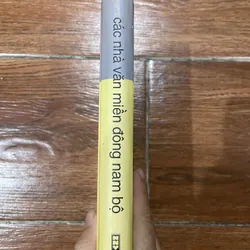 các nhà văn miền đông nam bộ